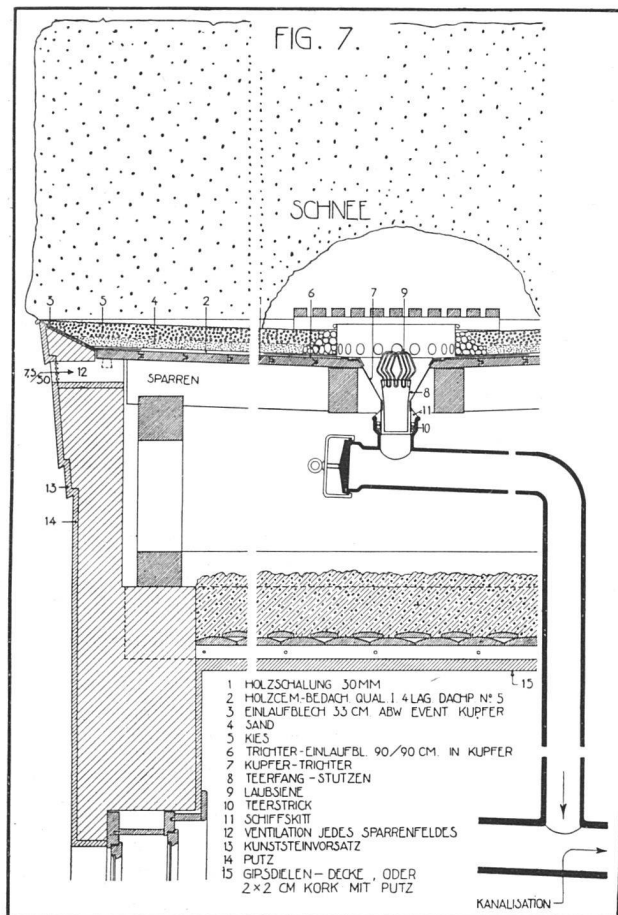 FIG. 7.
SCHNEE
3 5 4 2 1 6 7 9
7,5/50 12
SPARREN
8
11
10
13
14
15
1 HOLZSCHALUNG 30 MM
2 HOLZCEM.-BEDACH. QUAL. I 4 LAG. DACHP. Nº 5
3 EINLAUFBLECH 33 CM. ABW. EVENT KUPFER
4 SAND
5 KIES
6 TRICHTER-EINLAUFBL. 90/90 CM. IN KUPFER
7 KUPFER-TRICHTER
8 TEERFANG-STUTZEN
9 LAUBSIENE
10 TEERSTRICK
11 SCHIFFSKITT
12 VENTILATION JEDES SPARRENFELDES
13 KUNSTSTEINVORSATZ
14 PUTZ
15 GIPSDIELEN-DECKE, ODER
2×2 CM KORK MIT PUTZ
KANALISATION